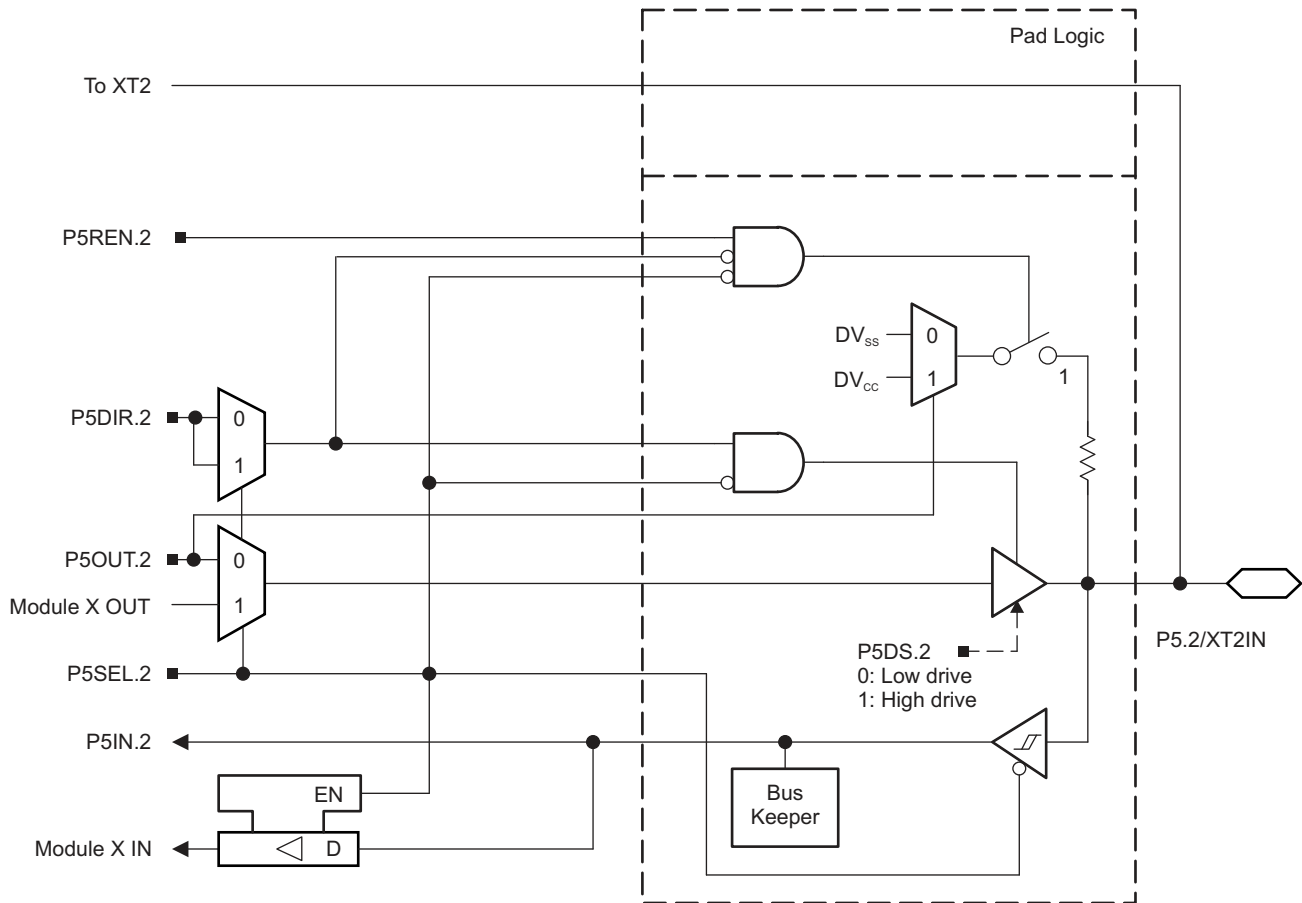 Pad Logic
To XT2
P5REN.2
DVSS
0
DVCC
1
1
P5DIR.2
0
1
P5OUT.2
0
Module X OUT
1
P5SEL.2
P5DS.2
0: Low drive
1: High drive
P5.2/XT2IN
P5IN.2
EN
Bus
Keeper
Module X IN
D